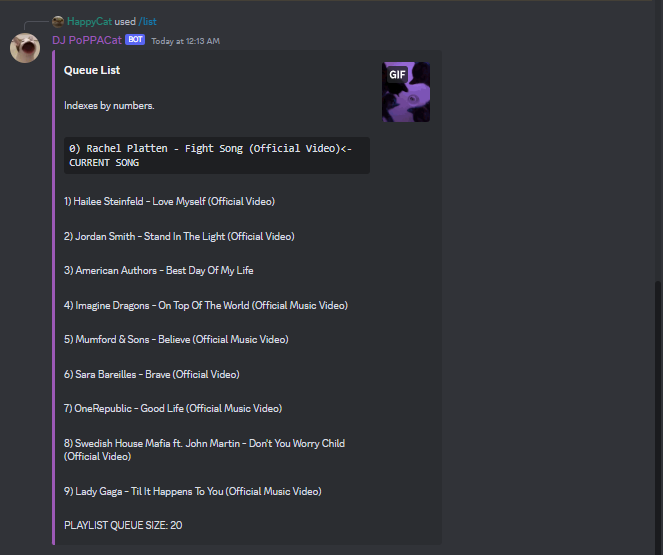 HappyCat used /list
DJ PoPPACat BOT Today at 12:13 AM
Queue List
GIF
Indexes by numbers.
0) Rachel Platten - Fight Song (Official Video)<-
CURRENT SONG
1) Hailee Steinfeld - Love Myself (Official Video)
2) Jordan Smith - Stand In The Light (Official Video)
3) American Authors - Best Day Of My Life
4) Imagine Dragons - On Top Of The World (Official Music Video)
5) Mumford & Sons - Believe (Official Music Video)
6) Sara Bareilles - Brave (Official Video)
7) OneRepublic - Good Life (Official Music Video)
8) Swedish House Mafia ft. John Martin - Don't You Worry Child
(Official Video)
9) Lady Gaga - Til It Happens To You (Official Music Video)
PLAYLIST QUEUE SIZE: 20